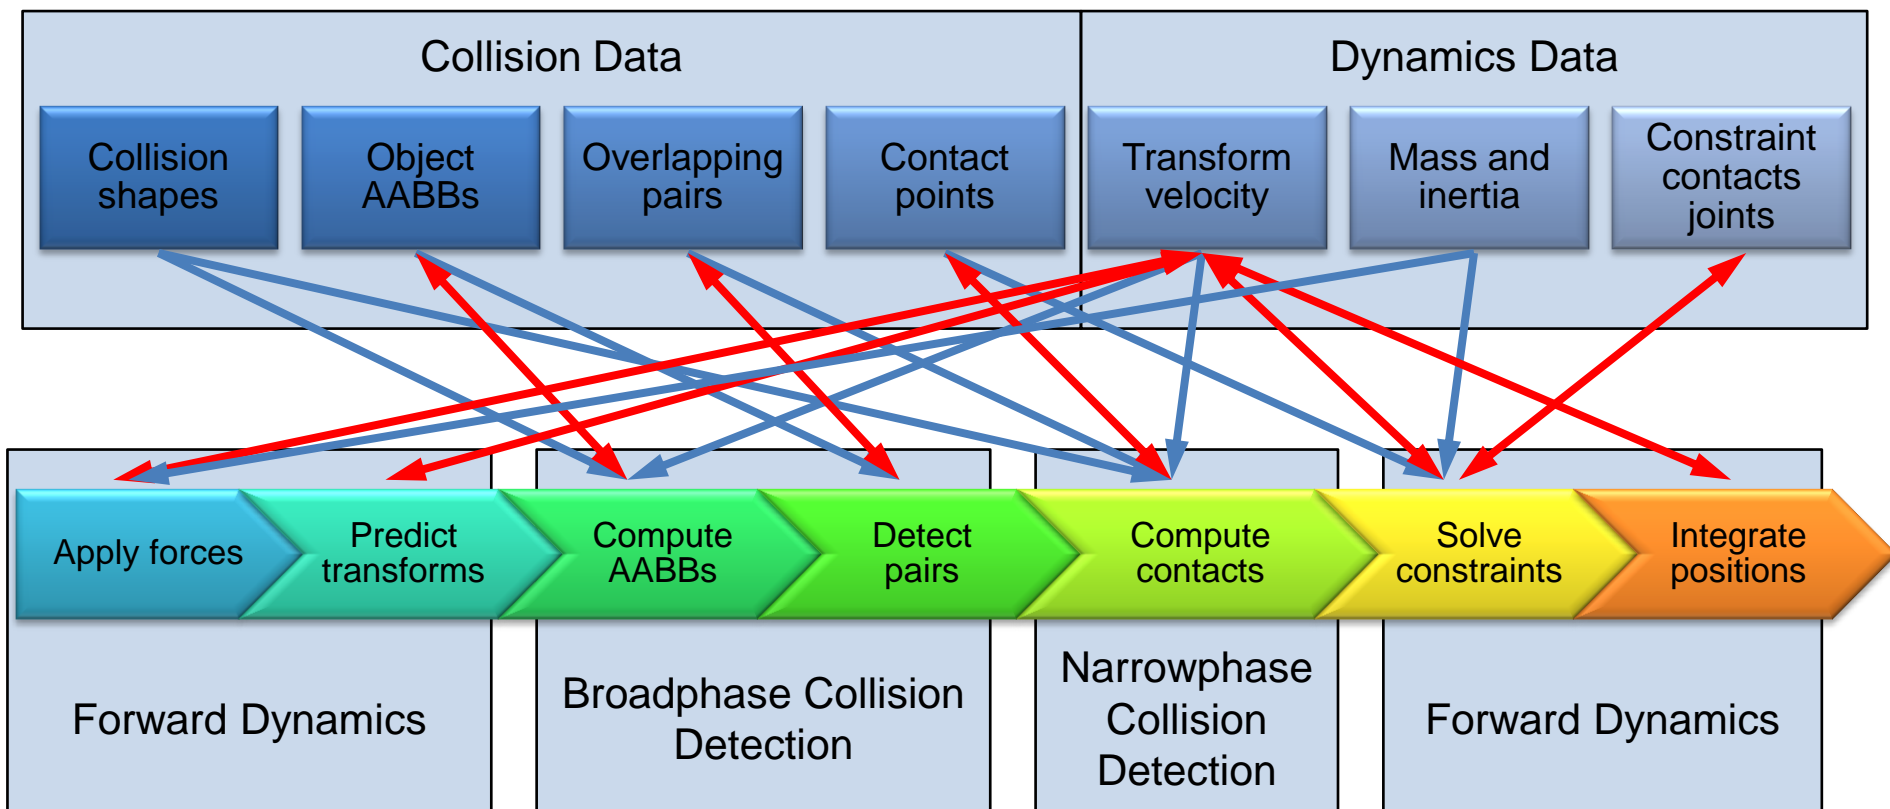 Collision Data
Dynamics Data
Collision
shapes
Object
AABBs
Overlapping
pairs
Contact
points
Transform
velocity
Mass and
inertia
Constraint
contacts
joints
Apply forces
Predict
transforms
Compute
AABBs
Detect
pairs
Compute
contacts
Solve
constraints
Integrate
positions
Forward Dynamics
Broadphase Collision
Detection
Narrowphase
Collision
Detection
Forward Dynamics